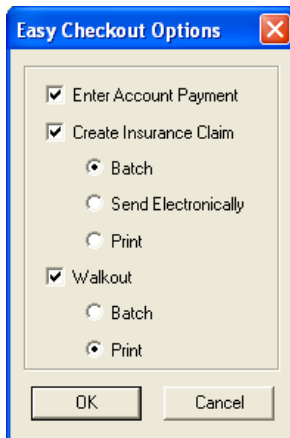 Easy Checkout Options
Enter Account Payment
Create Insurance Claim
Batch
Send Electronically
Print
Walkout
Batch
Print
OK Cancel